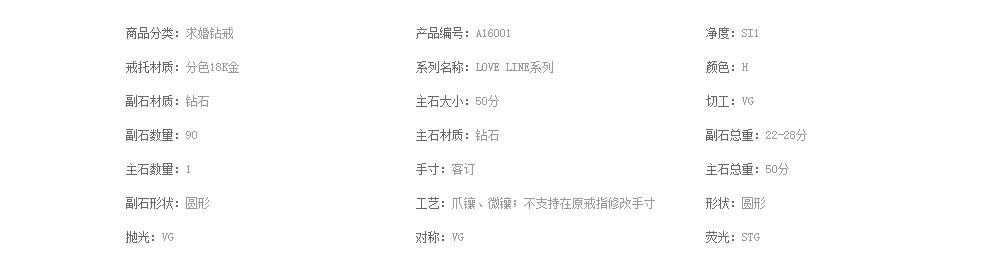 商品分类：求婚钻戒 产品编号：A16001 净度：SI1
戒托材质：分色18K金 系列名称：LOVE LINE系列 颜色：H
副石材质：钻石 主石大小：50分 切工：VG
副石数量：90 主石材质：钻石 副石总重：22-28分
主石数量：1 手寸：客订 主石总重：50分
副石形状：圆形 工艺：爪镶、微镶；不支持在原戒指修改手寸 形状：圆形
抛光：VG 对称：VG 荧光：STG